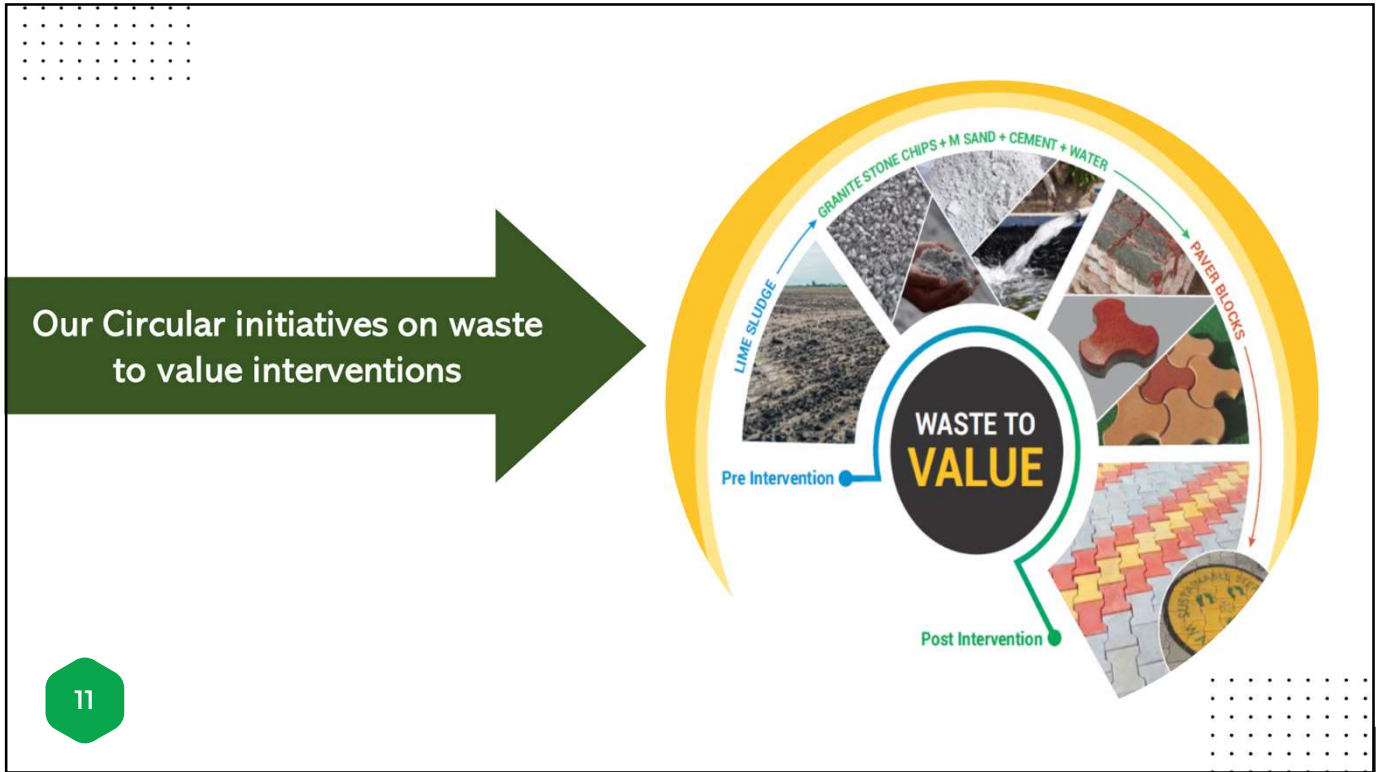 Our Circular initiatives on waste
to value interventions
LIME SLUDGE
GRANITE STONE CHIPS + M SAND + CEMENT + WATER
PAVER BLOCKS
WASTE TO
VALUE
Pre Intervention
Post Intervention
SUSTAINABLE
11